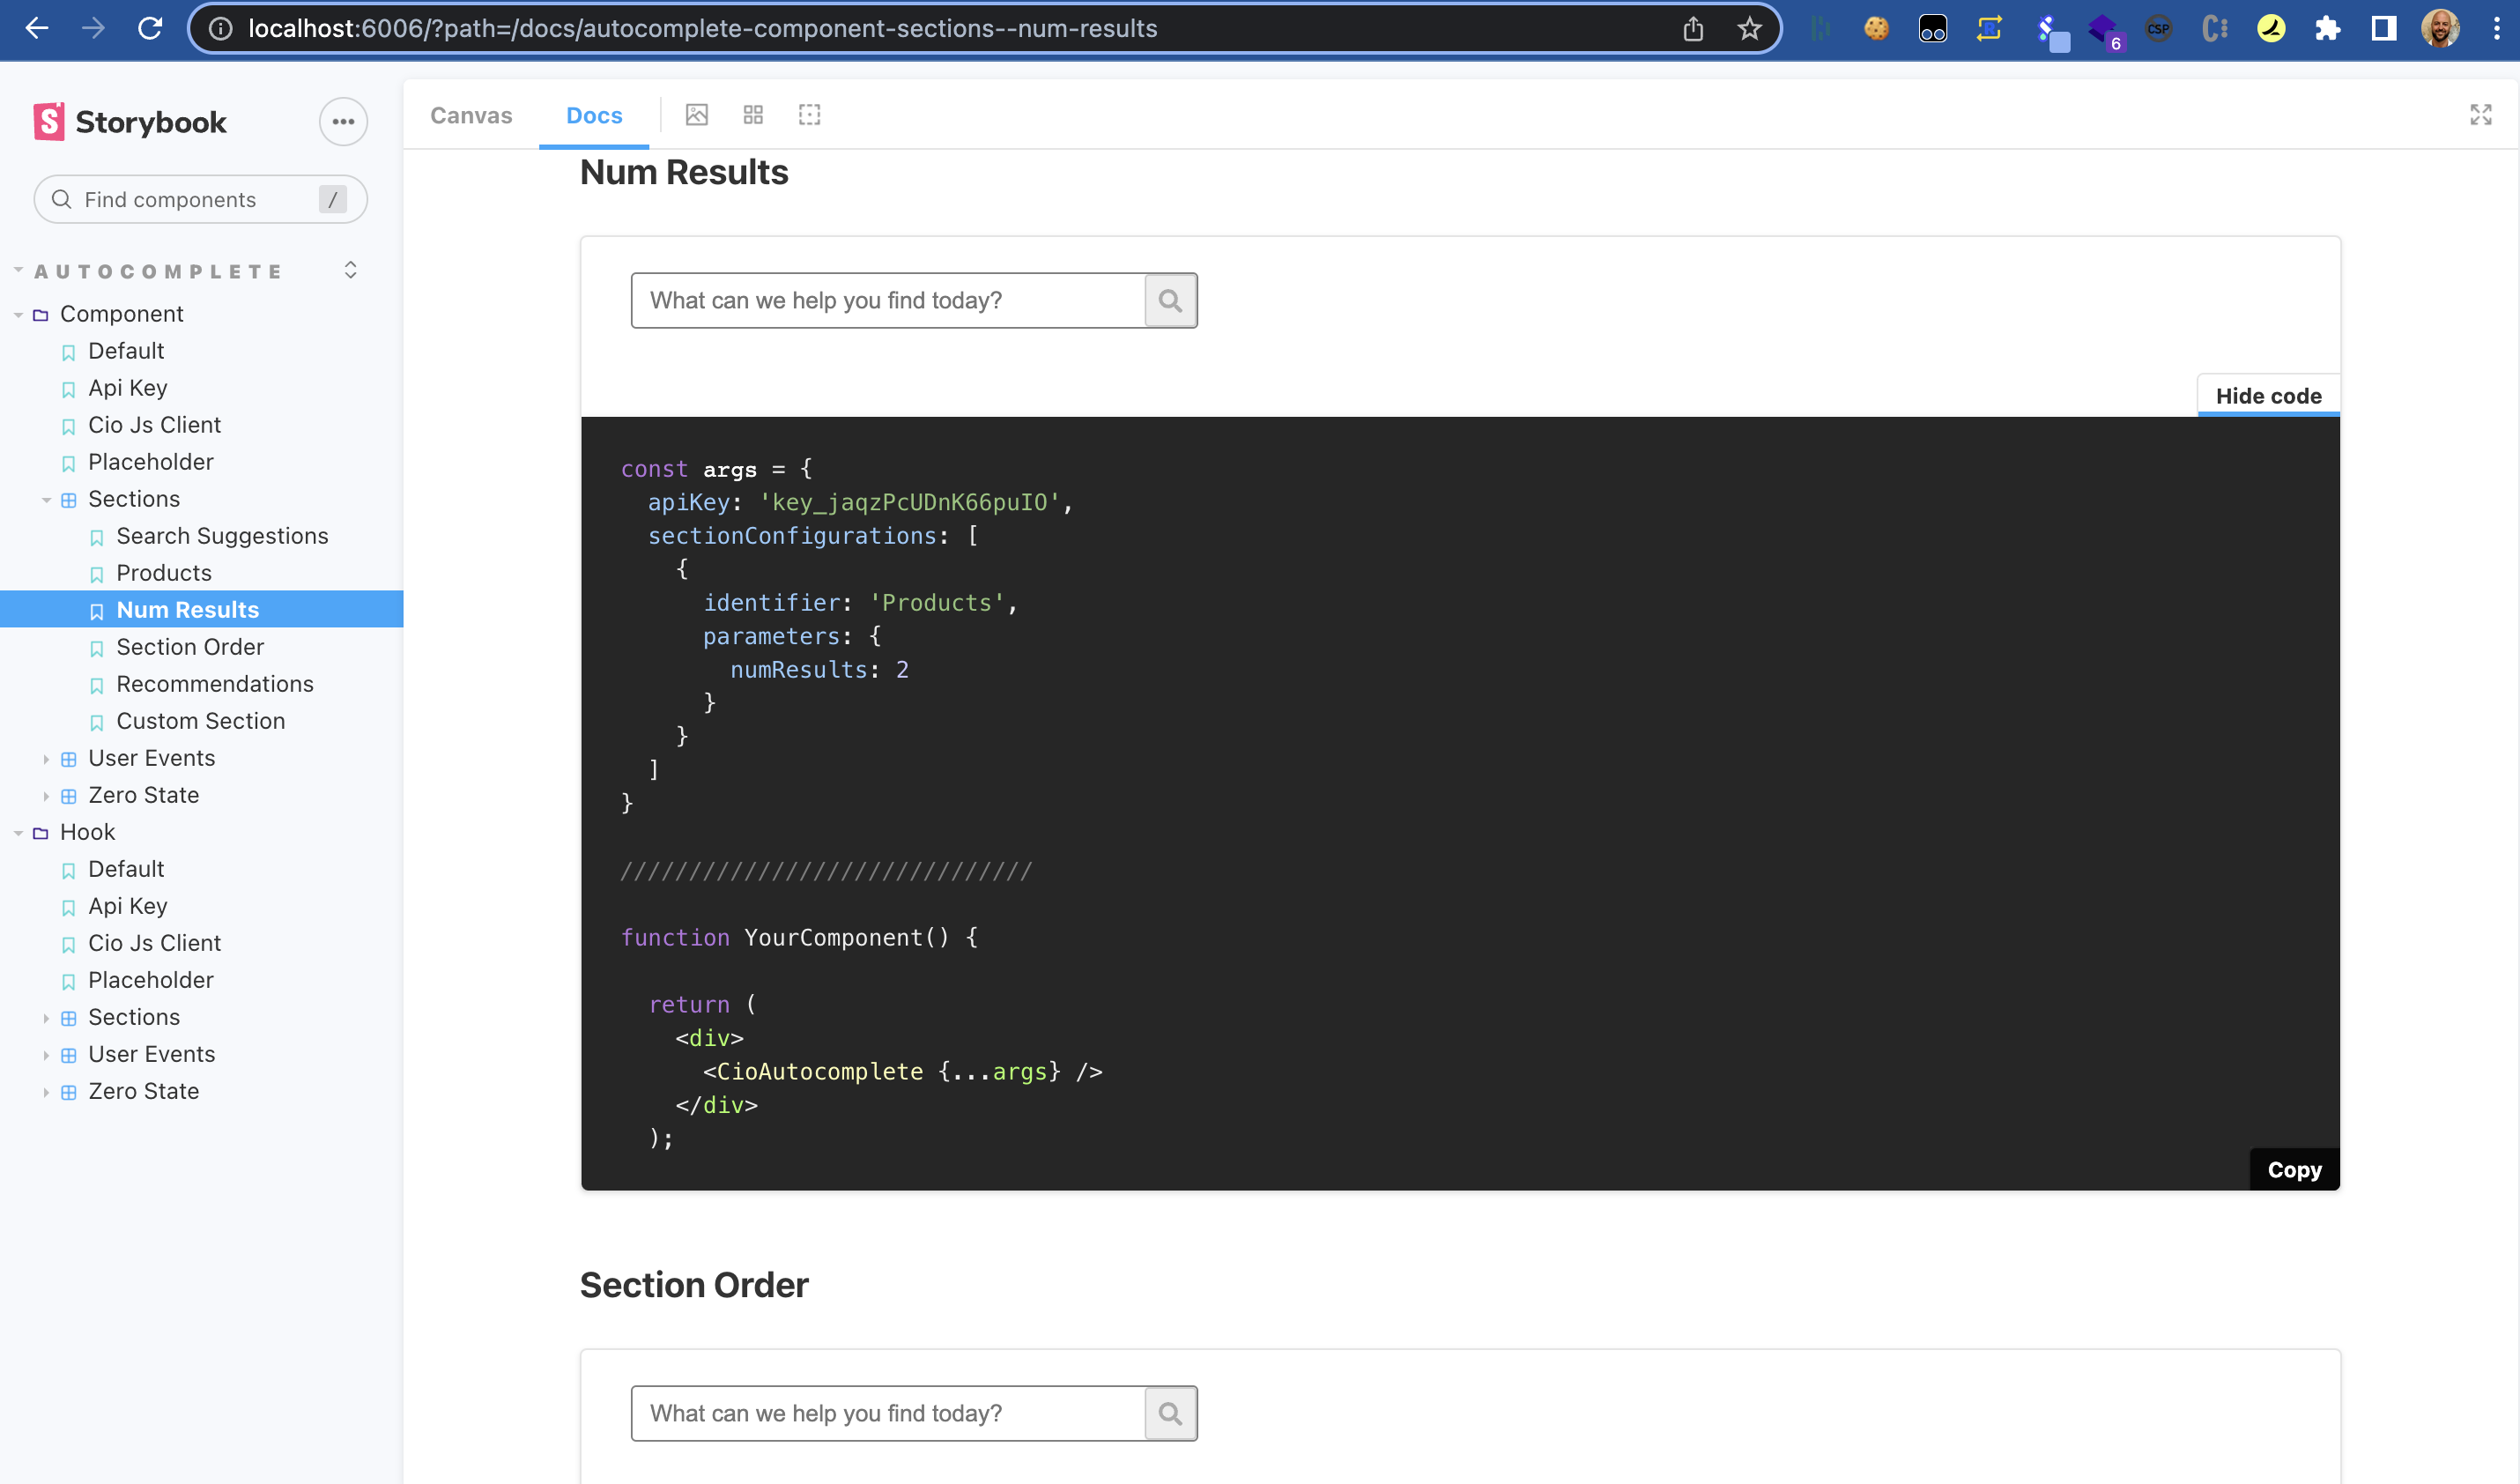 localhost:6006/?path=/docs/autocomplete-component-sections--num-results
6
CSP
Storybook
Find components
/
AUTOCOMPLETE
Component
Default
Api Key
Cio Js Client
Placeholder
Sections
Search Suggestions
Products
Num Results
Section Order
Recommendations
Custom Section
User Events
Zero State
Hook
Default
Api Key
Cio Js Client
Placeholder
Sections
User Events
Zero State
Canvas
Docs
Num Results
What can we help you find today?
Hide code
const args = {
  apiKey: 'key_jaqzPcUDnK66puIO',
  sectionConfigurations: [
    {
      identifier: 'Products',
      parameters: {
        numResults: 2
      }
    }
  ]
}
//////////////////////////////
function YourComponent() {
  return (
    <div>
      <CioAutocomplete {...args} />
    </div>
  );
Copy
Section Order
What can we help you find today?